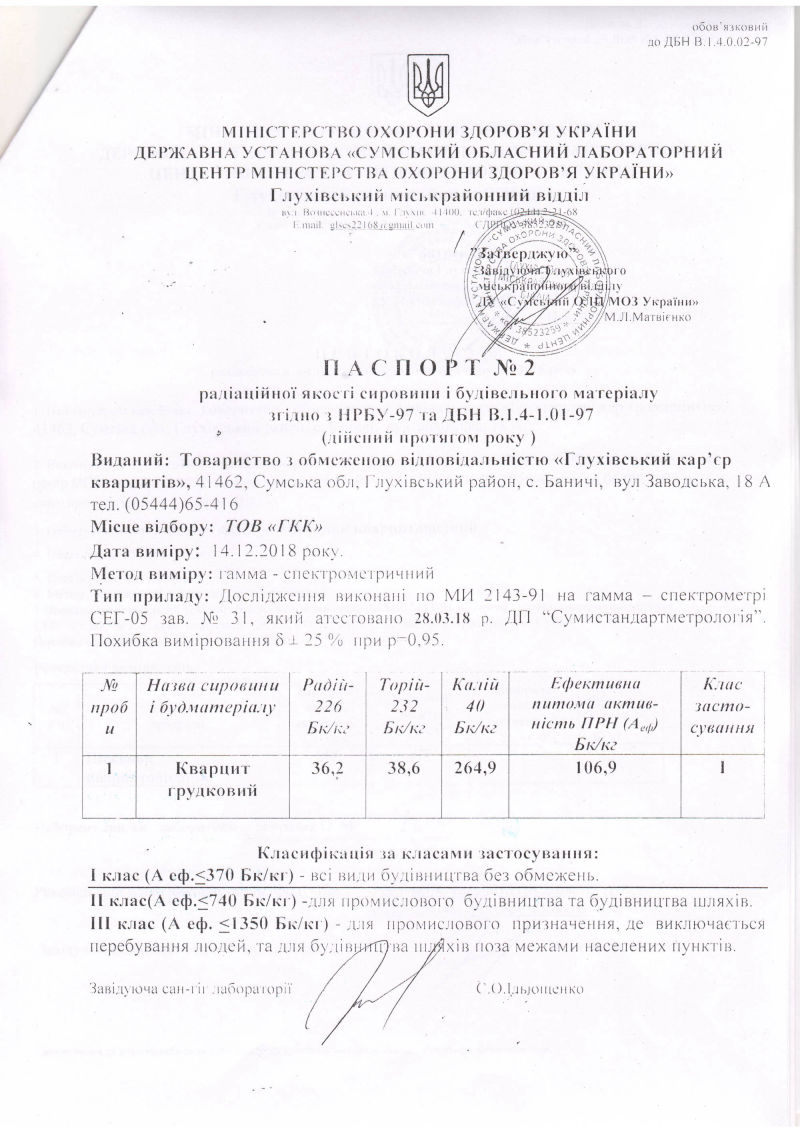 обов'язковий
до ДБН В.1.4.0.02-97
МІНІСТЕРСТВО ОХОРОНИ ЗДОРОВ'Я УКРАЇНИ
ДЕРЖАВНА УСТАНОВА «СУМСЬКИЙ ОБЛАСНИЙ ЛАБОРАТОРНИЙ
ЦЕНТР МІНІСТЕРСТВА ОХОРОНИ ЗДОРОВ'Я УКРАЇНИ»
Глухівський міськрайонний відділ
вул. Вознесенська м. Глухів, 41400, тел/факс 2-21-68
E.mail: glses22168@gmail.com
"Затверджую"
Завідуюча Глухівського
міськрайонного відділу
ДУ «Сумський ОЛЦ МОЗ України»
М.Л.Матвієнко
ПАСПОРТ № 2
радіаційної якості сировини і будівельного матеріалу
згідно з НРБУ-97 та ДБН В.1.4-1.01-97
(дійсний протягом року )
Виданий: Товариство з обмеженою відповідальністю «Глухівський кар'єр
кварцитів», 41462, Сумська обл, Глухівський район, с. Баничі, вул Заводська, 18 А
тел. (05444)65-416
Місце відбору: ТОВ «ГКК»
Дата виміру: 14.12.2018 року.
Метод виміру: гамма - спектрометричний
Тип приладу: Дослідження виконані по МИ 2143-91 на гамма – спектрометрі
СЕГ-05 зав. № 31, який атестовано 28.03.18 р. ДП "Сумистандартметрологія".
Похибка вимірювання δ ± 25 % при р=0,95.
№ проби Назва сировини і будматеріалу Радій-226 Бк/кг Торій-232 Бк/кг Калій 40 Бк/кг Ефективна питома актив-ність ПРН (Аеф) Бк/кг Клас засто-сування
1 Кварцит грудковий 36,2 38,6 264,9 106,9 І
Класифікація за класами застосування:
І клас (А еф.≤370 Бк/кг) - всі види будівництва без обмежень.
ІІ клас(А еф.≤740 Бк/кг) -для промислового будівництва та будівництва шляхів.
ІІІ клас (А еф. ≤1350 Бк/кг) - для промислового призначення, де виключається
перебування людей, та для будівництва шляхів поза межами населених пунктів.
Завідуюча сан-гіг лабораторії С.О.Ільющенко